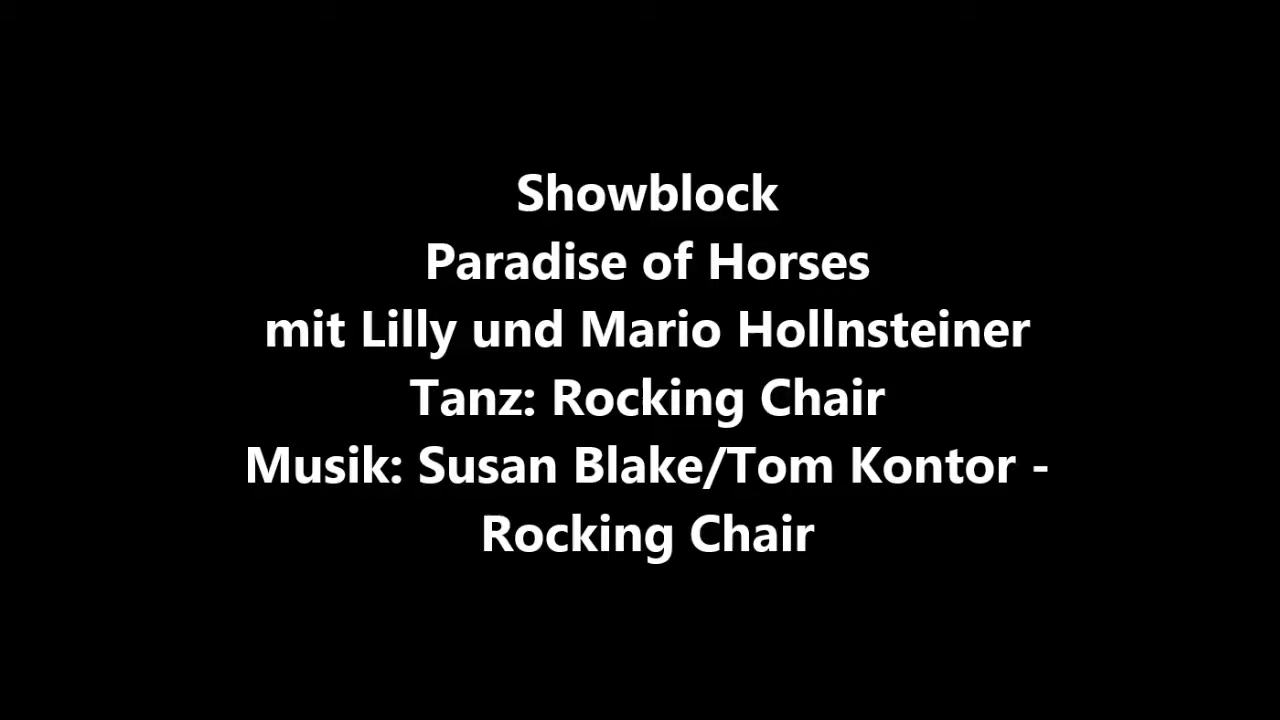 Showblock
Paradise of Horses
mit Lilly und Mario Hollnsteiner
Tanz: Rocking Chair
Musik: Susan Blake/Tom Kontor -
Rocking Chair